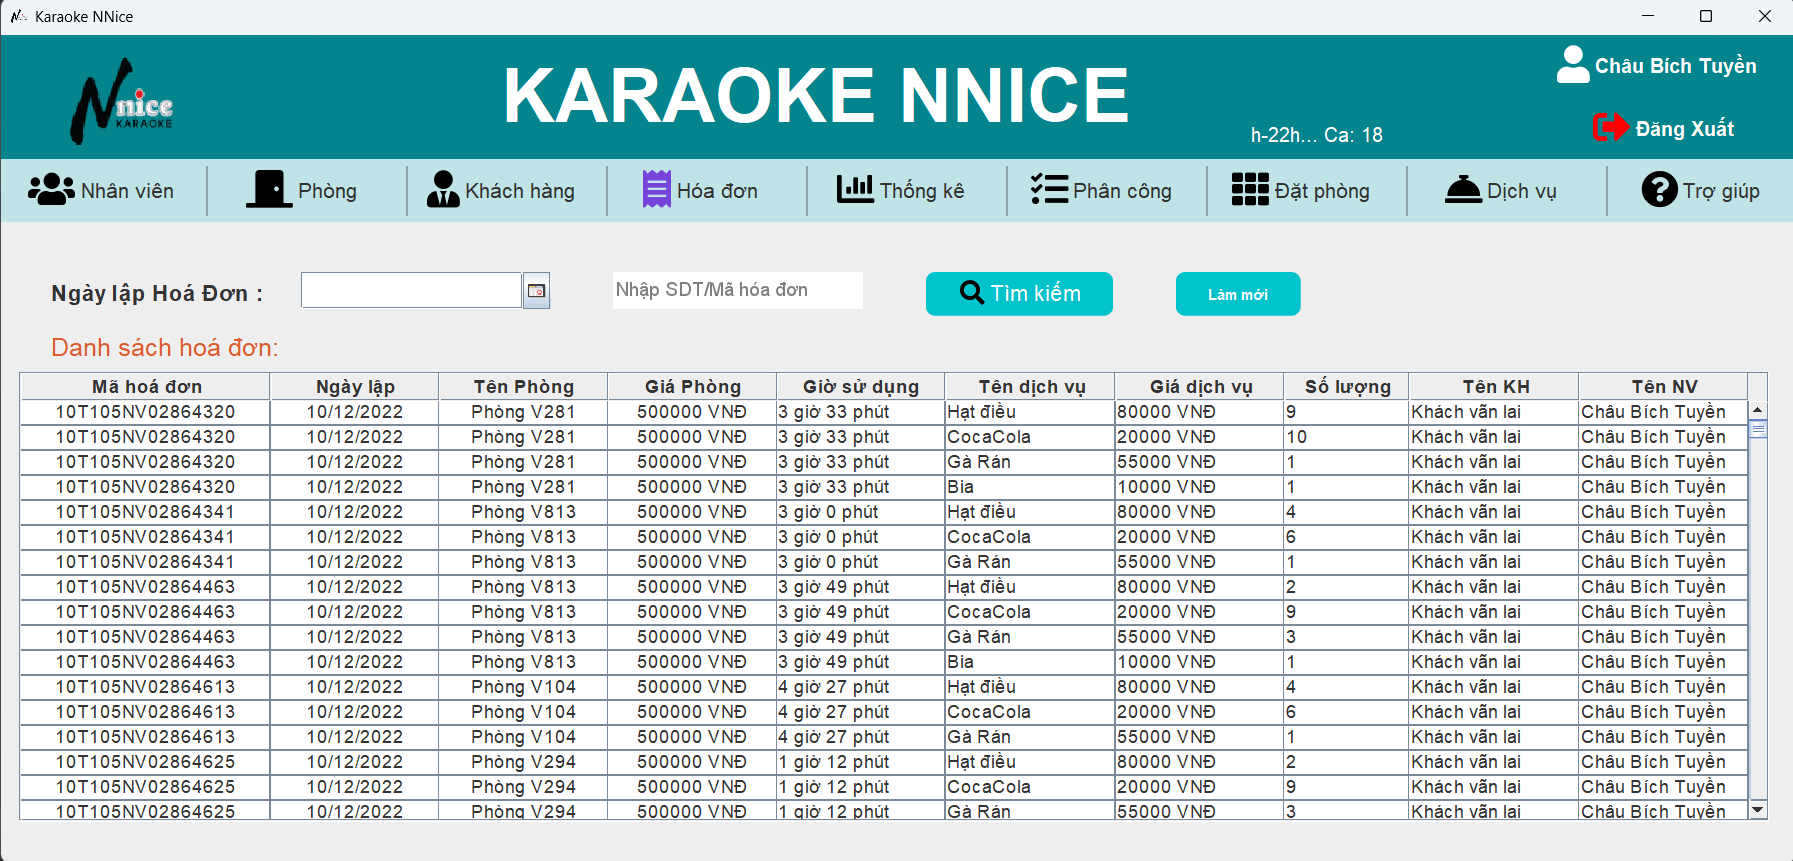 Karaoke NNice
Nnice KARAOKE
KARAOKE NNICE
Châu Bích Tuyền
h-22h... Ca: 18
Đăng Xuất
Nhân viên Phòng Khách hàng Hóa đơn Thống kê Phân công Đặt phòng Dịch vụ Trợ giúp
Ngày lập Hoá Đơn : Nhập SDT/Mã hóa đơn Tìm kiếm Làm mới
Danh sách hoá đơn:
Mã hoá đơn Ngày lập Tên Phòng Giá Phòng Giờ sử dụng Tên dịch vụ Giá dịch vụ Số lượng Tên KH Tên NV
10T105NV02864320 10/12/2022 Phòng V281 500000 VNĐ 3 giờ 33 phút Hạt điều 80000 VNĐ 9 Khách vãn lai Châu Bích Tuyền
10T105NV02864320 10/12/2022 Phòng V281 500000 VNĐ 3 giờ 33 phút CocaCola 20000 VNĐ 10 Khách vãn lai Châu Bích Tuyền
10T105NV02864320 10/12/2022 Phòng V281 500000 VNĐ 3 giờ 33 phút Gà Rán 55000 VNĐ 1 Khách vãn lai Châu Bích Tuyền
10T105NV02864320 10/12/2022 Phòng V281 500000 VNĐ 3 giờ 33 phút Bia 10000 VNĐ 1 Khách vãn lai Châu Bích Tuyền
10T105NV02864341 10/12/2022 Phòng V813 500000 VNĐ 3 giờ 0 phút Hạt điều 80000 VNĐ 4 Khách vãn lai Châu Bích Tuyền
10T105NV02864341 10/12/2022 Phòng V813 500000 VNĐ 3 giờ 0 phút CocaCola 20000 VNĐ 6 Khách vãn lai Châu Bích Tuyền
10T105NV02864341 10/12/2022 Phòng V813 500000 VNĐ 3 giờ 0 phút Gà Rán 55000 VNĐ 1 Khách vãn lai Châu Bích Tuyền
10T105NV02864463 10/12/2022 Phòng V813 500000 VNĐ 3 giờ 49 phút Hạt điều 80000 VNĐ 2 Khách vãn lai Châu Bích Tuyền
10T105NV02864463 10/12/2022 Phòng V813 500000 VNĐ 3 giờ 49 phút CocaCola 20000 VNĐ 9 Khách vãn lai Châu Bích Tuyền
10T105NV02864463 10/12/2022 Phòng V813 500000 VNĐ 3 giờ 49 phút Gà Rán 55000 VNĐ 3 Khách vãn lai Châu Bích Tuyền
10T105NV02864463 10/12/2022 Phòng V813 500000 VNĐ 3 giờ 49 phút Bia 10000 VNĐ 1 Khách vãn lai Châu Bích Tuyền
10T105NV02864613 10/12/2022 Phòng V104 500000 VNĐ 4 giờ 27 phút Hạt điều 80000 VNĐ 4 Khách vãn lai Châu Bích Tuyền
10T105NV02864613 10/12/2022 Phòng V104 500000 VNĐ 4 giờ 27 phút CocaCola 20000 VNĐ 6 Khách vãn lai Châu Bích Tuyền
10T105NV02864613 10/12/2022 Phòng V104 500000 VNĐ 4 giờ 27 phút Gà Rán 55000 VNĐ 1 Khách vãn lai Châu Bích Tuyền
10T105NV02864625 10/12/2022 Phòng V294 500000 VNĐ 1 giờ 12 phút Hạt điều 80000 VNĐ 2 Khách vãn lai Châu Bích Tuyền
10T105NV02864625 10/12/2022 Phòng V294 500000 VNĐ 1 giờ 12 phút CocaCola 20000 VNĐ 9 Khách vãn lai Châu Bích Tuyền
10T105NV02864625 10/12/2022 Phòng V294 500000 VNĐ 1 giờ 12 phút Gà Rán 55000 VNĐ 3 Khách vãn lai Châu Bích Tuyền